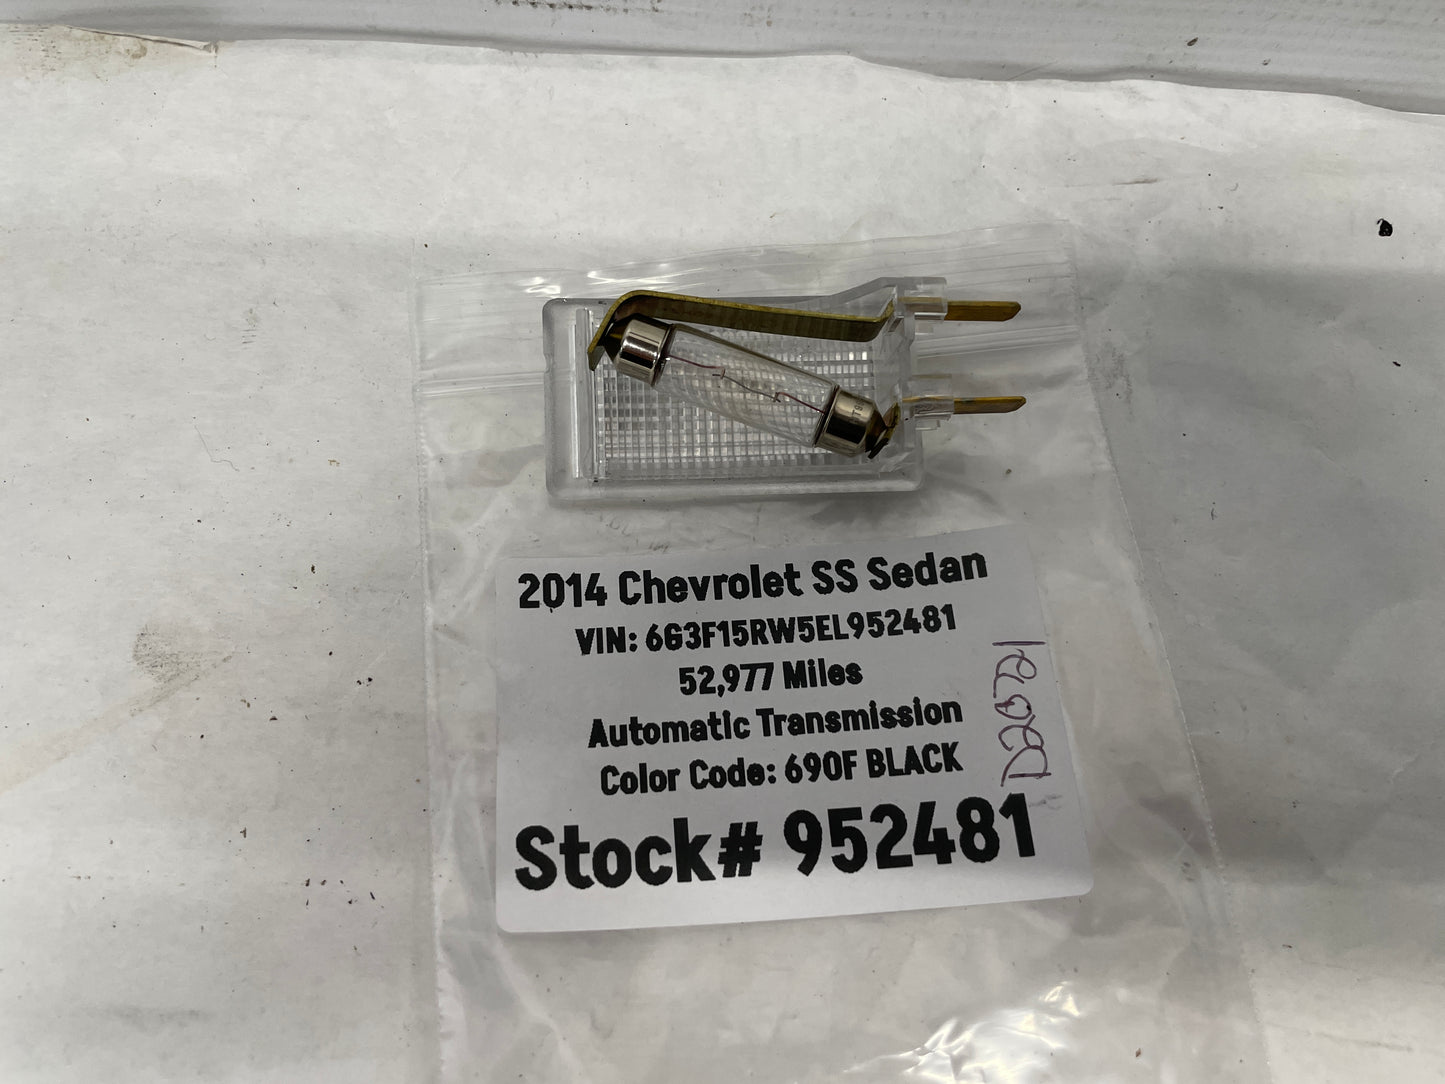 2014 Chevrolet SS Sedan
VIN: 6G3F15RW5EL952481
52,977 Miles
Automatic Transmission
Color Code: 690F BLACK
Stock# 952481